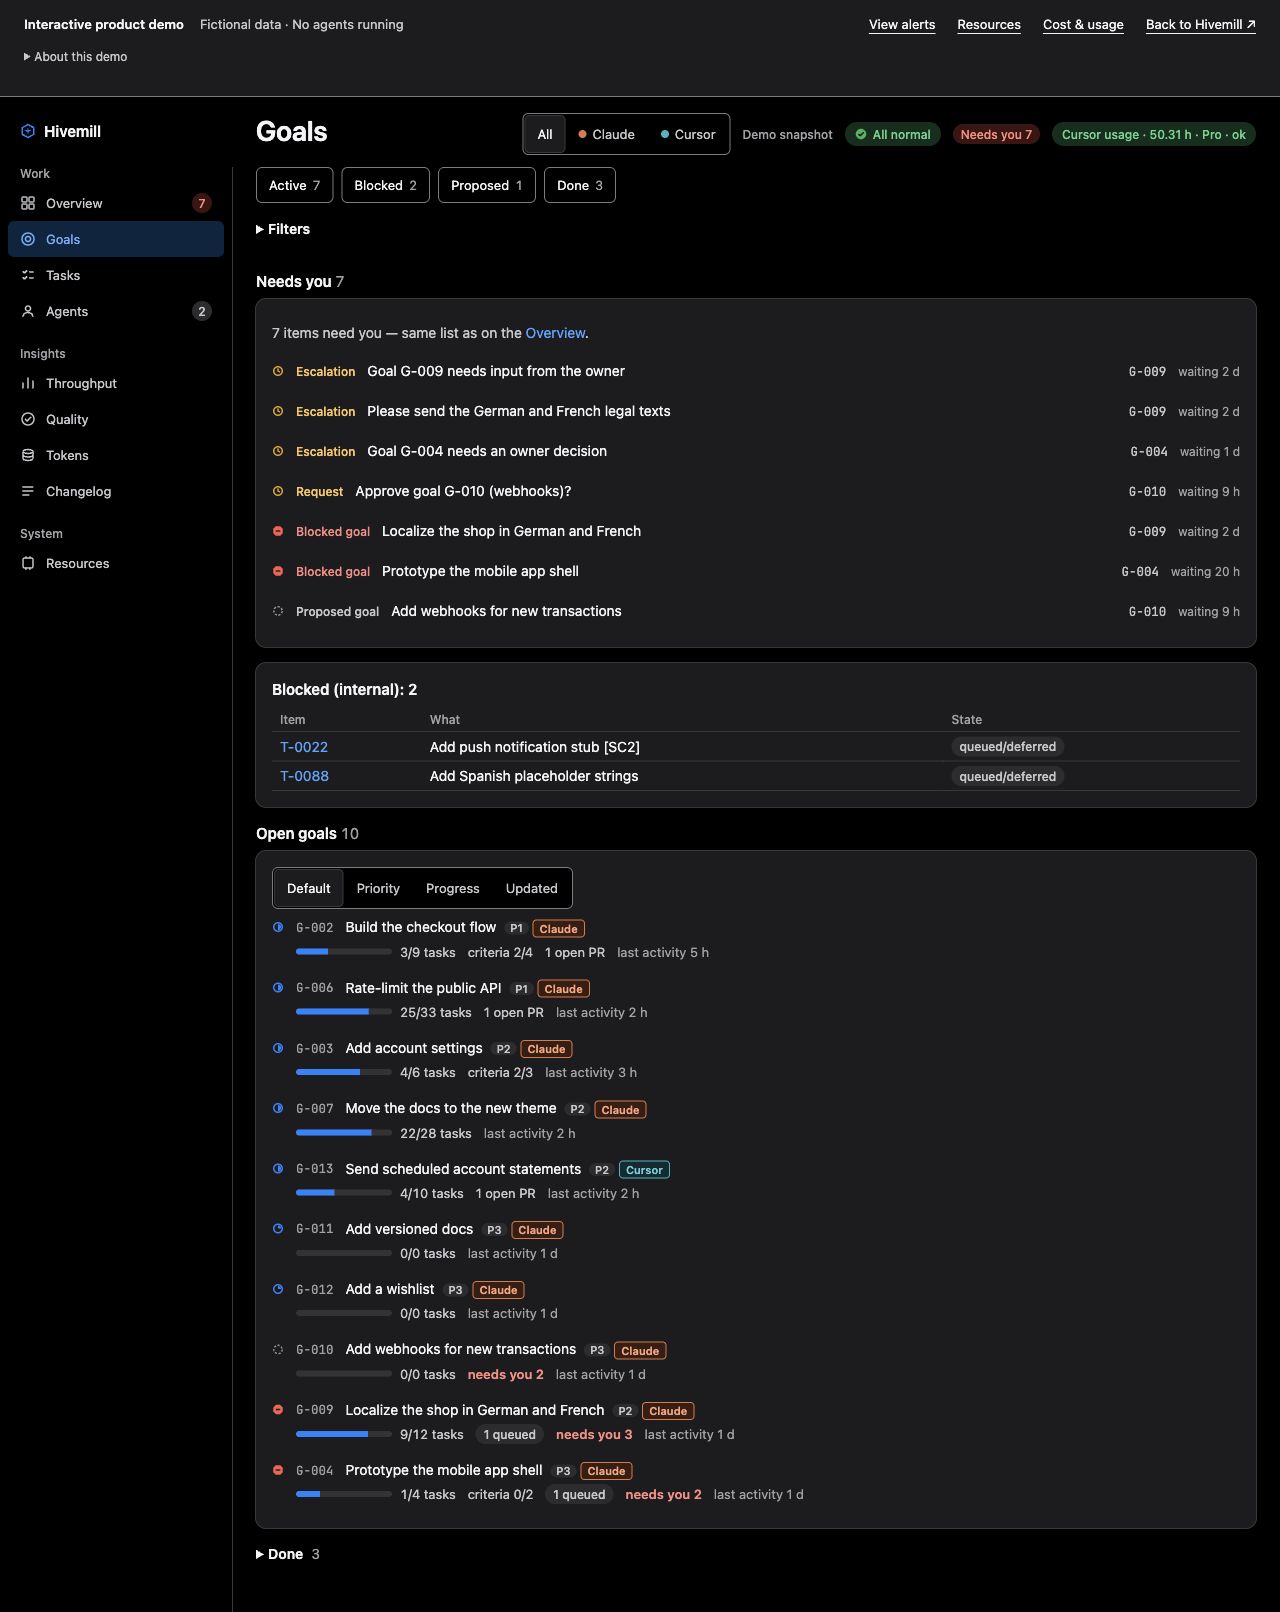 Interactive product demo Fictional data · No agents running View alerts Resources Cost & usage Back to Hivemill ↗
▶ About this demo
Hivemill
Work
Overview 7
Goals
Tasks
Agents 2
Insights
Throughput
Quality
Tokens
Changelog
System
Resources
Goals All Claude Cursor Demo snapshot All normal Needs you 7 Cursor usage · 50.31 h · Pro · ok
Active 7 Blocked 2 Proposed 1 Done 3
▶ Filters
Needs you 7
7 items need you — same list as on the Overview.
Escalation Goal G-009 needs input from the owner G-009 waiting 2 d
Escalation Please send the German and French legal texts G-009 waiting 2 d
Escalation Goal G-004 needs an owner decision G-004 waiting 1 d
Request Approve goal G-010 (webhooks)? G-010 waiting 9 h
Blocked goal Localize the shop in German and French G-009 waiting 2 d
Blocked goal Prototype the mobile app shell G-004 waiting 20 h
Proposed goal Add webhooks for new transactions G-010 waiting 9 h
Blocked (internal): 2
Item What State
T-0022 Add push notification stub [SC2] queued/deferred
T-0088 Add Spanish placeholder strings queued/deferred
Open goals 10
Default Priority Progress Updated
G-002 Build the checkout flow P1 Claude
3/9 tasks criteria 2/4 1 open PR last activity 5 h
G-006 Rate-limit the public API P1 Claude
25/33 tasks 1 open PR last activity 2 h
G-003 Add account settings P2 Claude
4/6 tasks criteria 2/3 last activity 3 h
G-007 Move the docs to the new theme P2 Claude
22/28 tasks last activity 2 h
G-013 Send scheduled account statements P2 Cursor
4/10 tasks 1 open PR last activity 2 h
G-011 Add versioned docs P3 Claude
0/0 tasks last activity 1 d
G-012 Add a wishlist P3 Claude
0/0 tasks last activity 1 d
G-010 Add webhooks for new transactions P3 Claude
0/0 tasks needs you 2 last activity 1 d
G-009 Localize the shop in German and French P2 Claude
9/12 tasks 1 queued needs you 3 last activity 1 d
G-004 Prototype the mobile app shell P3 Claude
1/4 tasks criteria 0/2 1 queued needs you 2 last activity 1 d
▶ Done 3